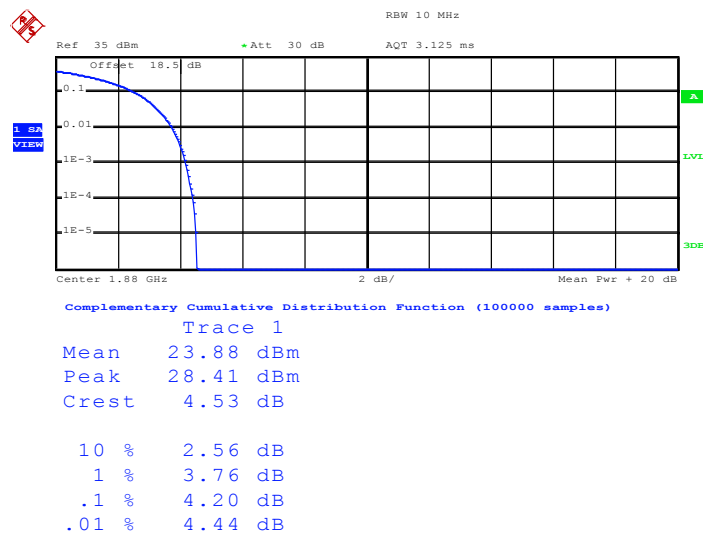 RBW 10 MHz
Ref 35 dBm *Att 30 dB AQT 3.125 ms
Offset 18.5 dB
0.1
A
0.01
1 SA
VIEW
1E-3
LVL
1E-4
1E-5
3DB
Center 1.88 GHz 2 dB/ Mean Pwr + 20 dB
Complementary Cumulative Distribution Function (100000 samples)
Trace 1
Mean 23.88 dBm
Peak 28.41 dBm
Crest 4.53 dB
10 % 2.56 dB
1 % 3.76 dB
.1 % 4.20 dB
.01 % 4.44 dB